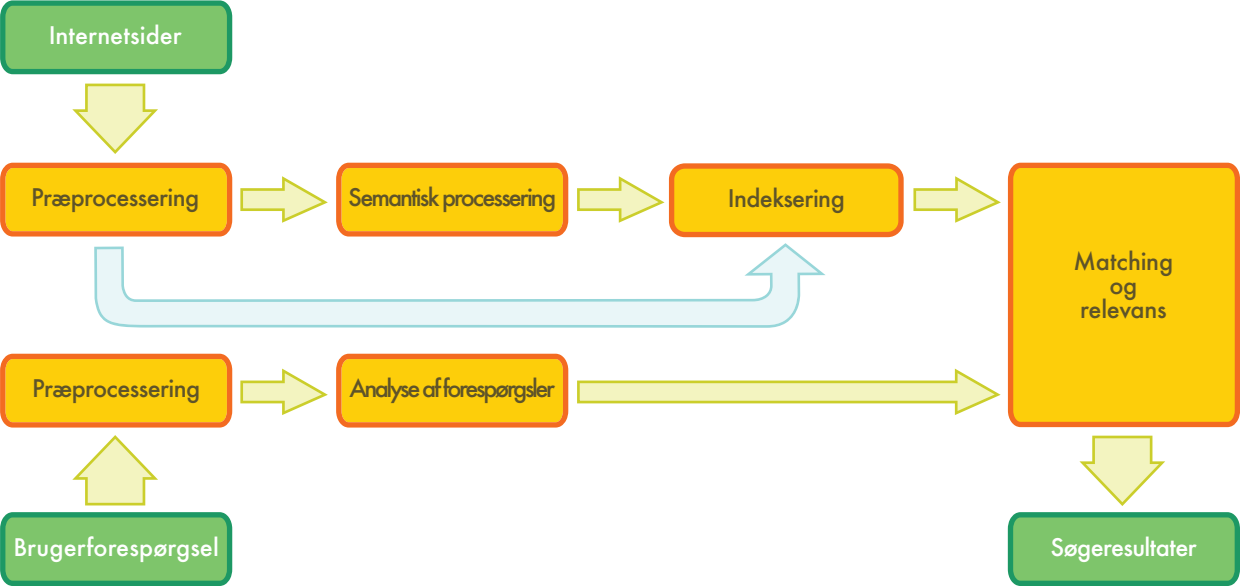 Internetsider
Præprocessering
Semantisk processering
Indeksering
Matching
og
relevans
Præprocessering
Analyse af forespørgsler
Brugerforespørgsel
Søgeresultater